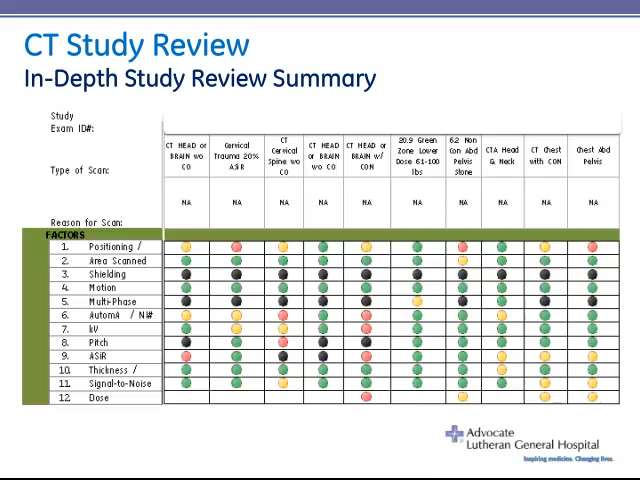 CT Study Review
In-Depth Study Review Summary
Study
Exam ID#:
Type of Scan:
CT HEAD or BRAIN wo CO
Cervical Trauma 20% ASiR
CT Cervical Spine wo CO
CT HEAD or BRAIN wo CO
CT HEAD or BRAIN w/ CON
20.9 Green Zone Lower Dose 61-100 lbs
6.2 Non Con Abd Pelvis Stone
CTA Head & Neck
CT Chest with CON
Chest Abd Pelvis
Reason for Scan:
NA NA NA NA NA NA NA NA NA NA
FACTORS
1. Positioning /
2. Area Scanned
3. Shielding
4. Motion
5. Multi-Phase
6. AutomA / NI#
7. kV
8. Pitch
9. ASiR
10. Thickness /
11. Signal-to-Noise
12. Dose
Advocate
Lutheran General Hospital
Inspiring medicine. Changing lives.